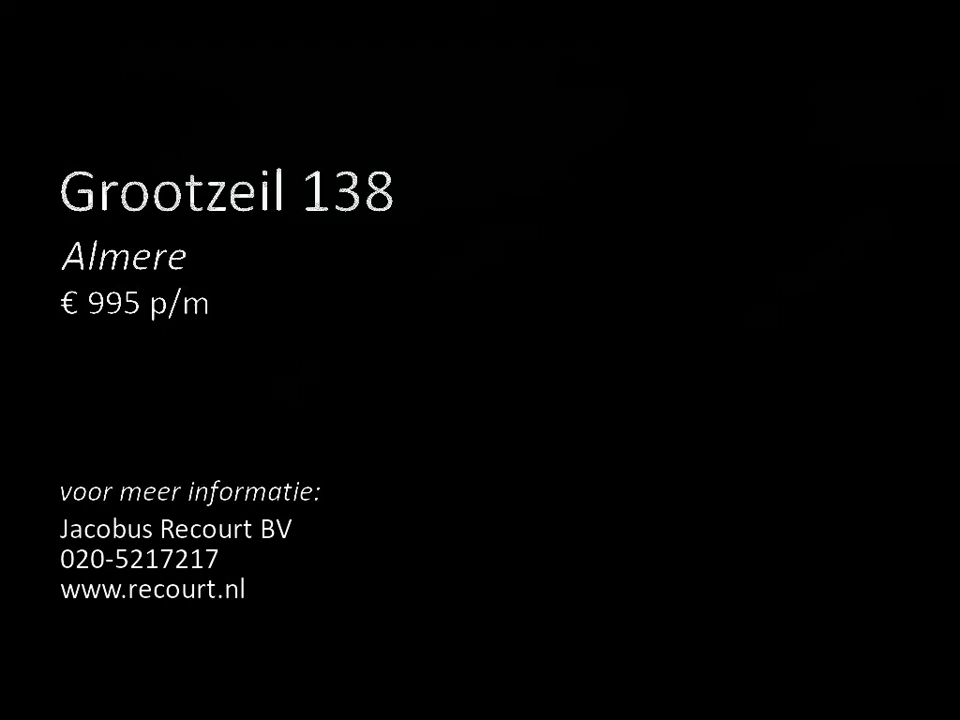 Grootzeil 138
Almere
€ 995 p/m
voor meer informatie:
Jacobus Recourt BV
020-5217217
www.recourt.nl